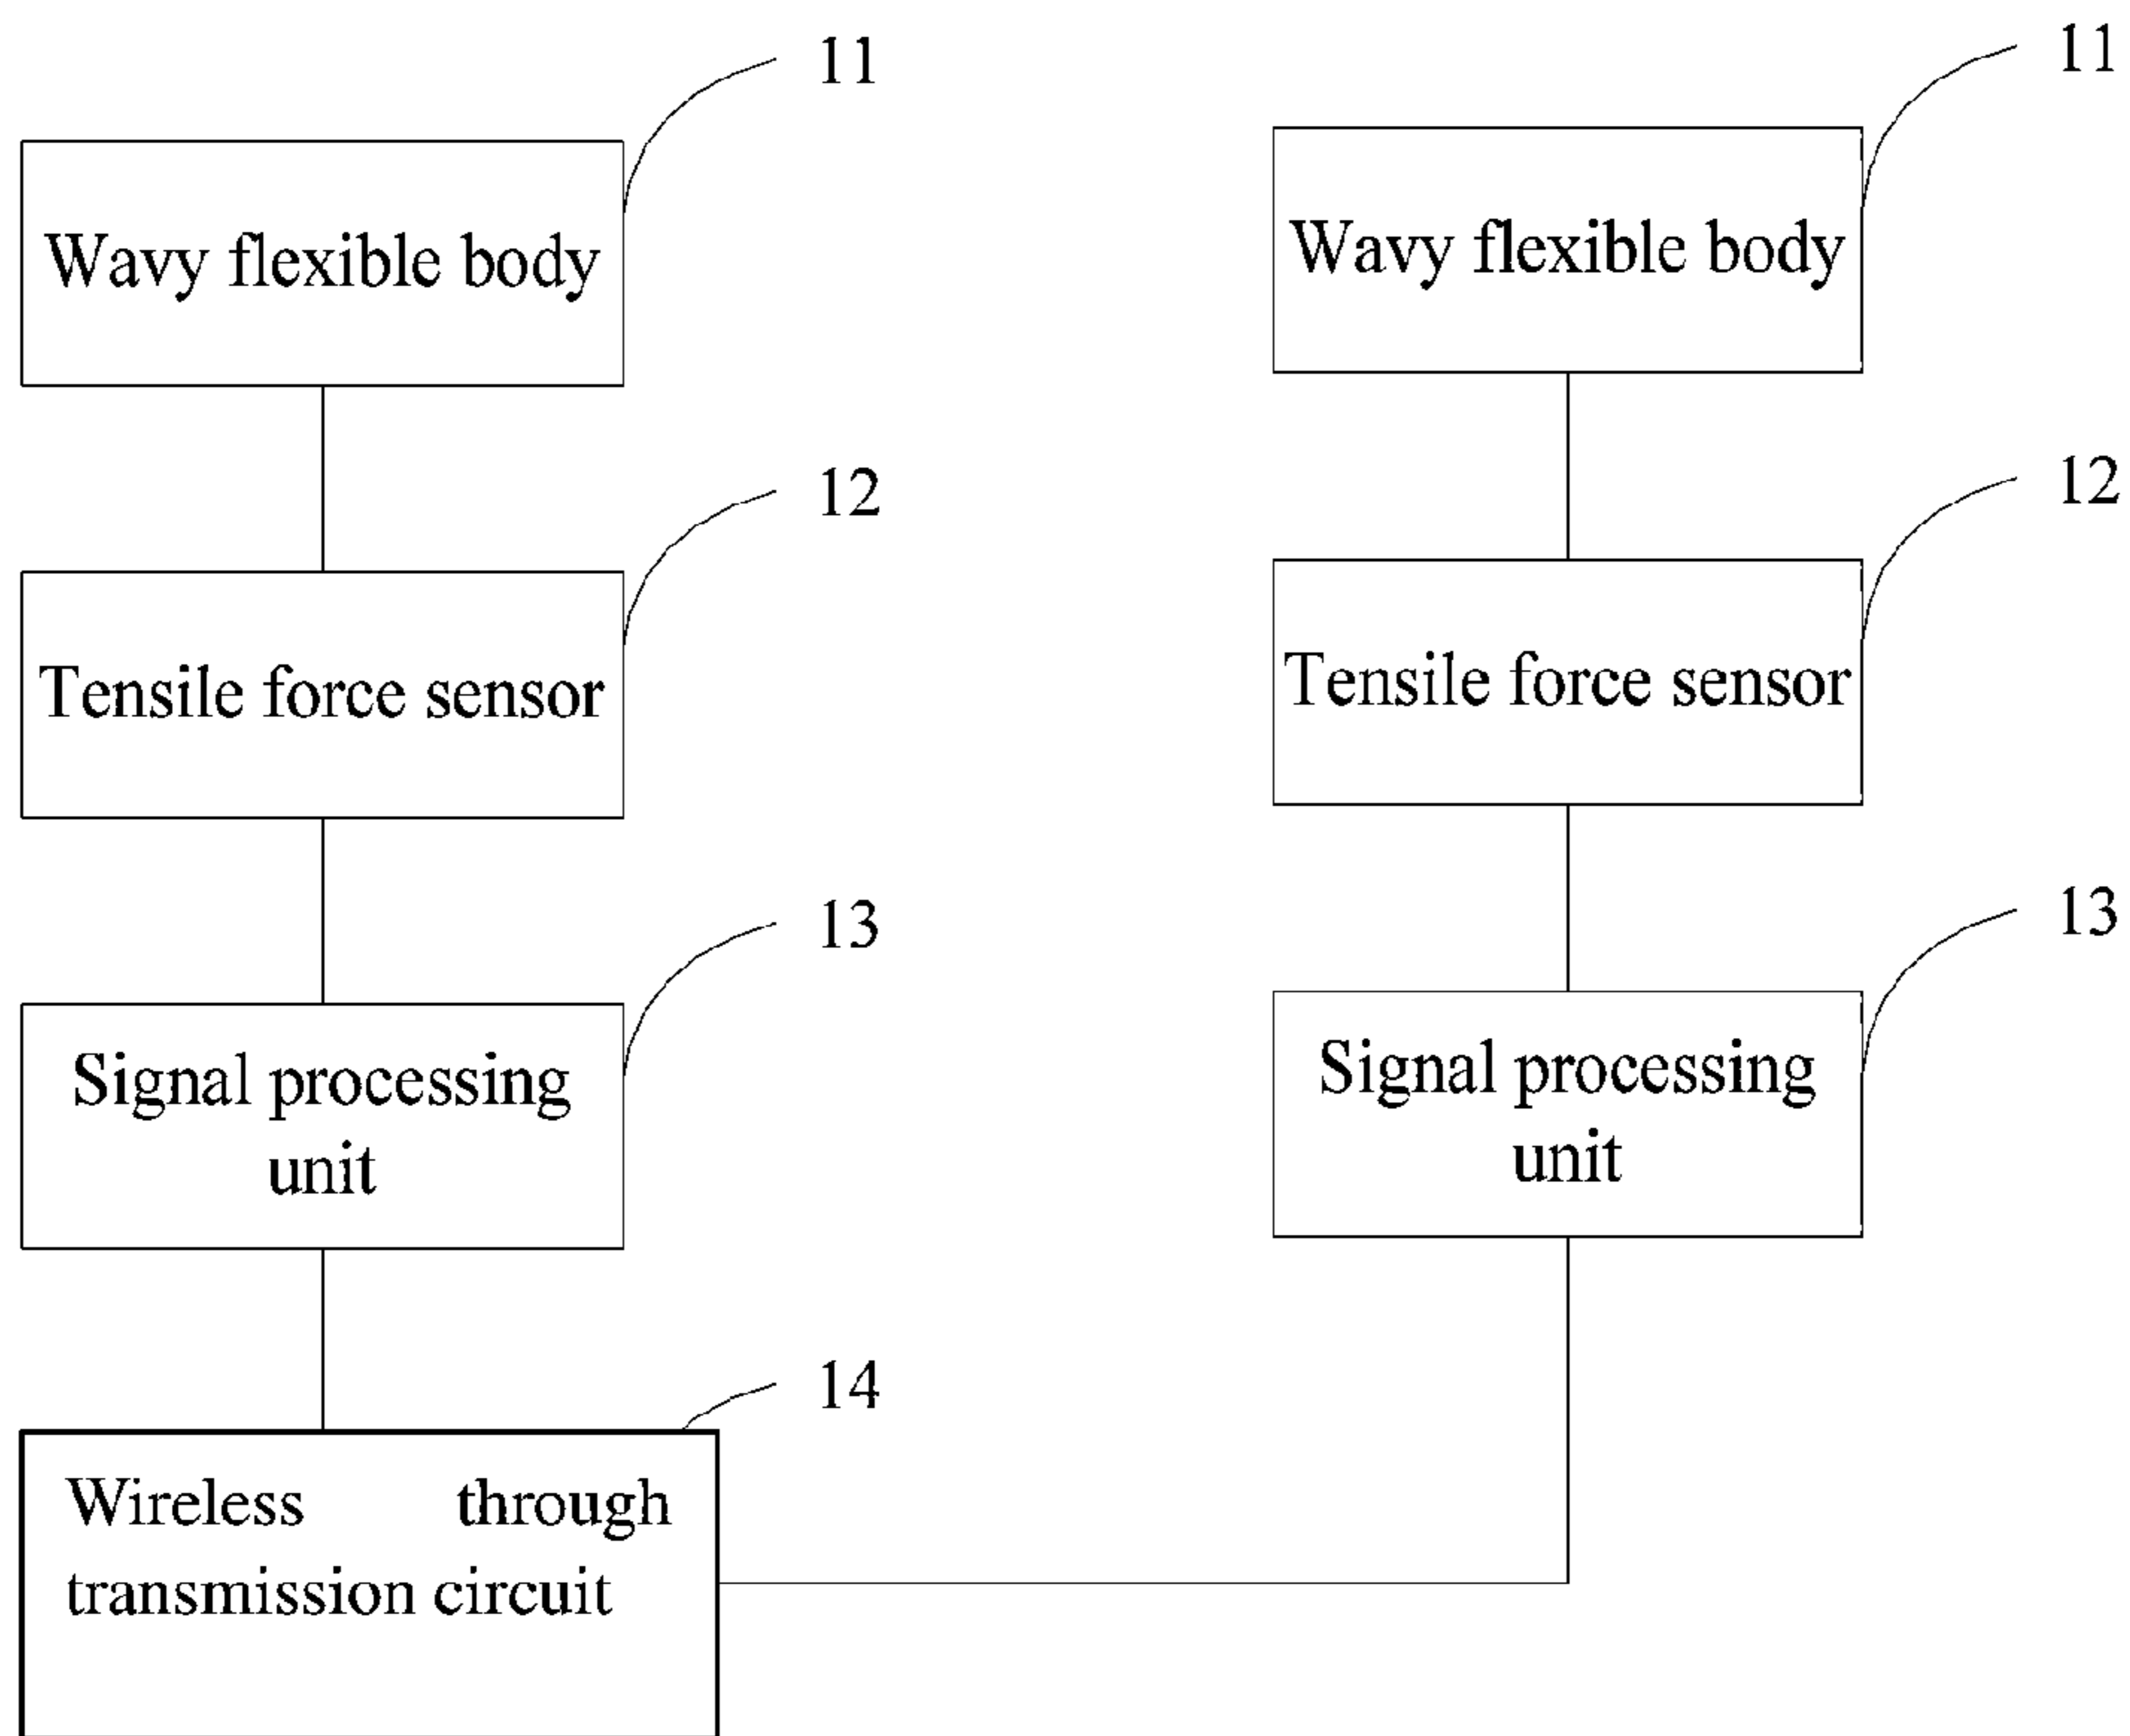 11
Wavy flexible body
12
Tensile force sensor
13
Signal processing
unit
14
Wireless through
transmission circuit
11
Wavy flexible body
12
Tensile force sensor
13
Signal processing
unit